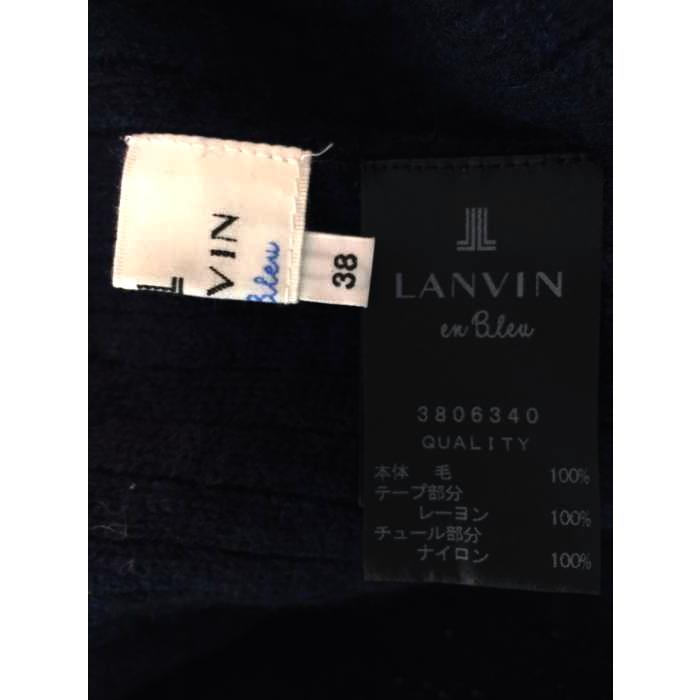 VIN
Bleu
38
LANVIN
en Bleu
3806340
QUALITY
本体 毛 100%
テープ部分
レーヨン 100%
チュール部分
ナイロン 100%